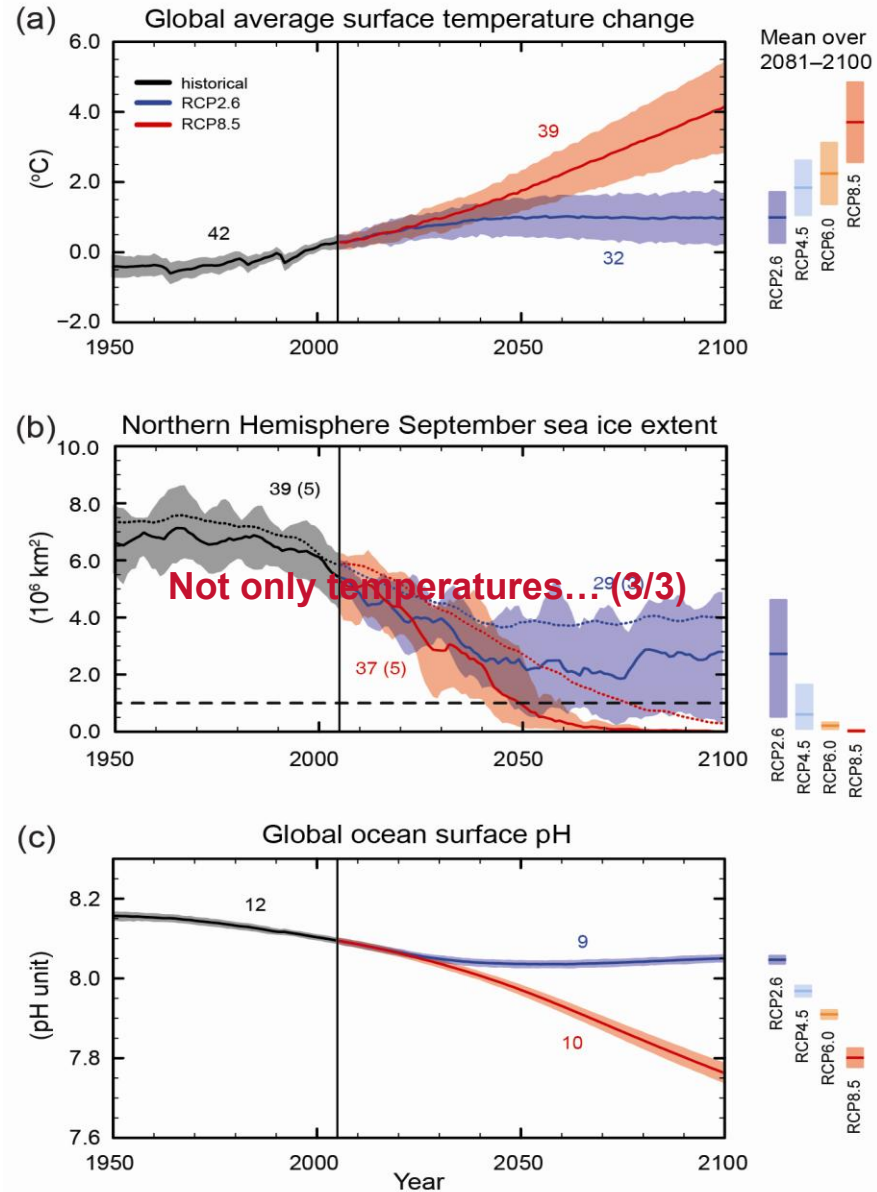 (a) Global average surface temperature change
Mean over
2081–2100
6.0
4.0
2.0
0.0
−2.0
(°C)
historical
RCP2.6
RCP8.5
42
39
32
1950 2000 2050 2100
RCP2.6
RCP4.5
RCP6.0
RCP8.5
(b) Northern Hemisphere September sea ice extent
10.0
8.0
6.0
4.0
2.0
0.0
(10⁶ km²)
39 (5)
Not only temperatures… (3/3)
37 (5)
1950 2000 2050 2100
RCP2.6
RCP4.5
RCP6.0
RCP8.5
(c) Global ocean surface pH
8.2
8.0
7.8
7.6
(pH unit)
12
9
10
1950 2000 2050 2100
Year
RCP2.6
RCP4.5
RCP6.0
RCP8.5